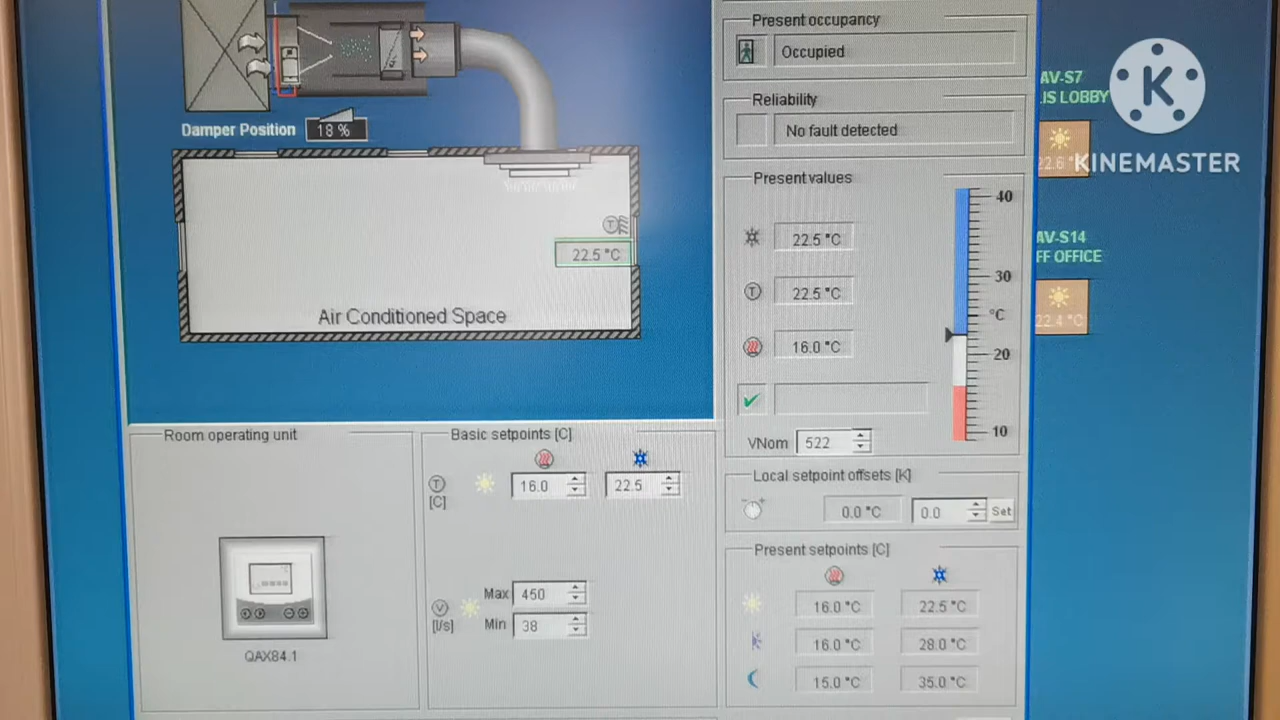 Present occupancy
Occupied
Reliability
No fault detected
Damper Position 18 %
22.5 °C
Air Conditioned Space
Present values
22.5 °C
T 22.5 °C
16.0 °C
VNom 522
40
30
°C
20
10
Room operating unit
QAX84.1
Basic setpoints [C]
T
[C]
16.0 22.5
Max 450
V
[l/s]
Min 38
Local setpoint offsets [K]
0.0 °C 0.0 Set
Present setpoints [C]
16.0 °C 22.5 °C
16.0 °C 28.0 °C
15.0 °C 35.0 °C
AV-S7
LOBBY
22.6
AV-S14
FF OFFICE
22.4 °C
K
KINEMASTER